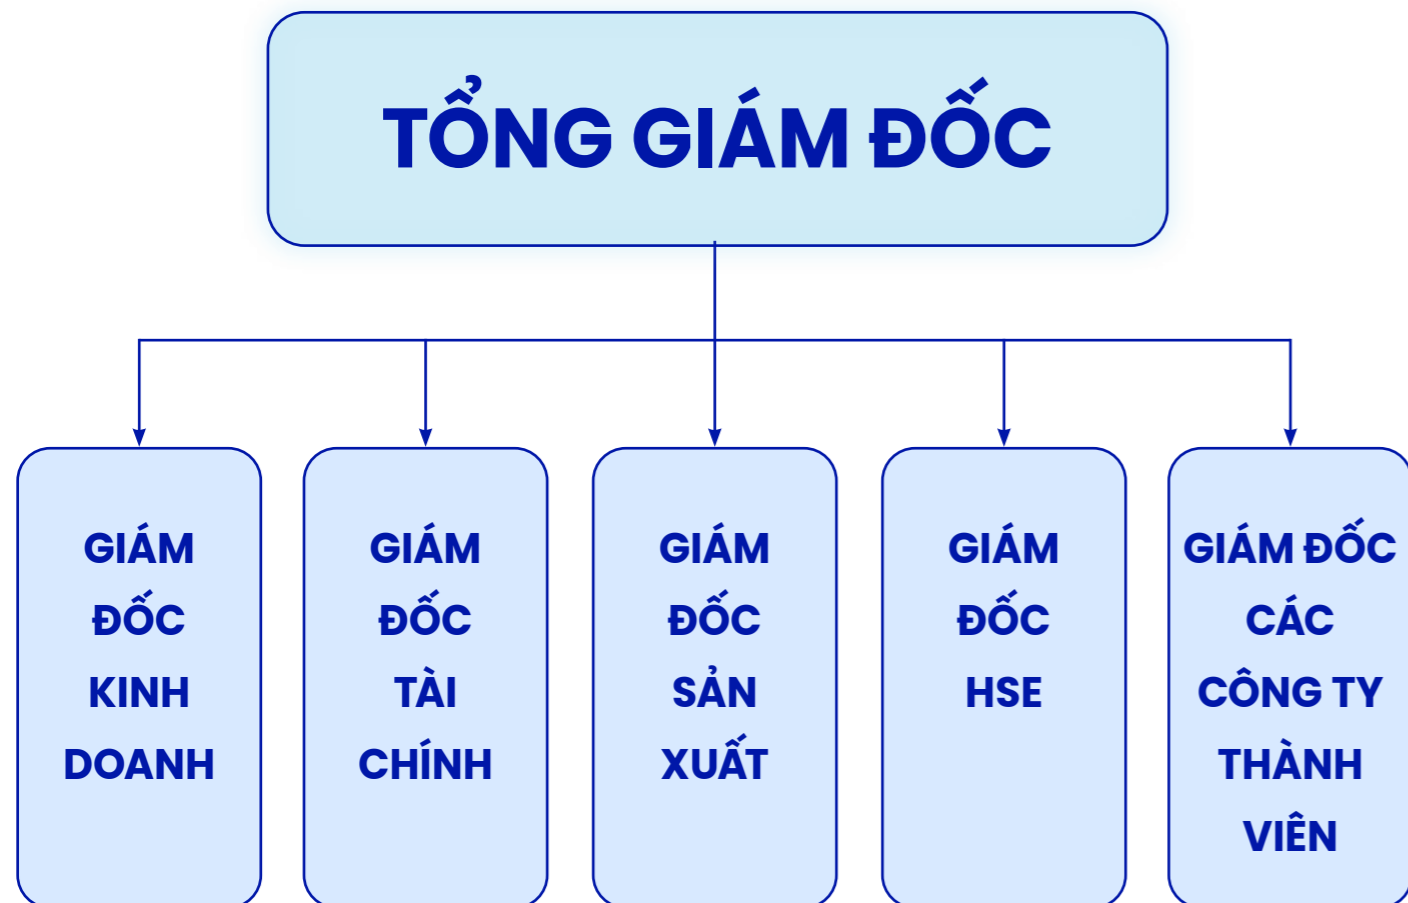 TỔNG GIÁM ĐỐC
GIÁM
ĐỐC
KINH
DOANH
GIÁM
ĐỐC
TÀI
CHÍNH
GIÁM
ĐỐC
SẢN
XUẤT
GIÁM
ĐỐC
HSE
GIÁM ĐỐC
CÁC
CÔNG TY
THÀNH
VIÊN